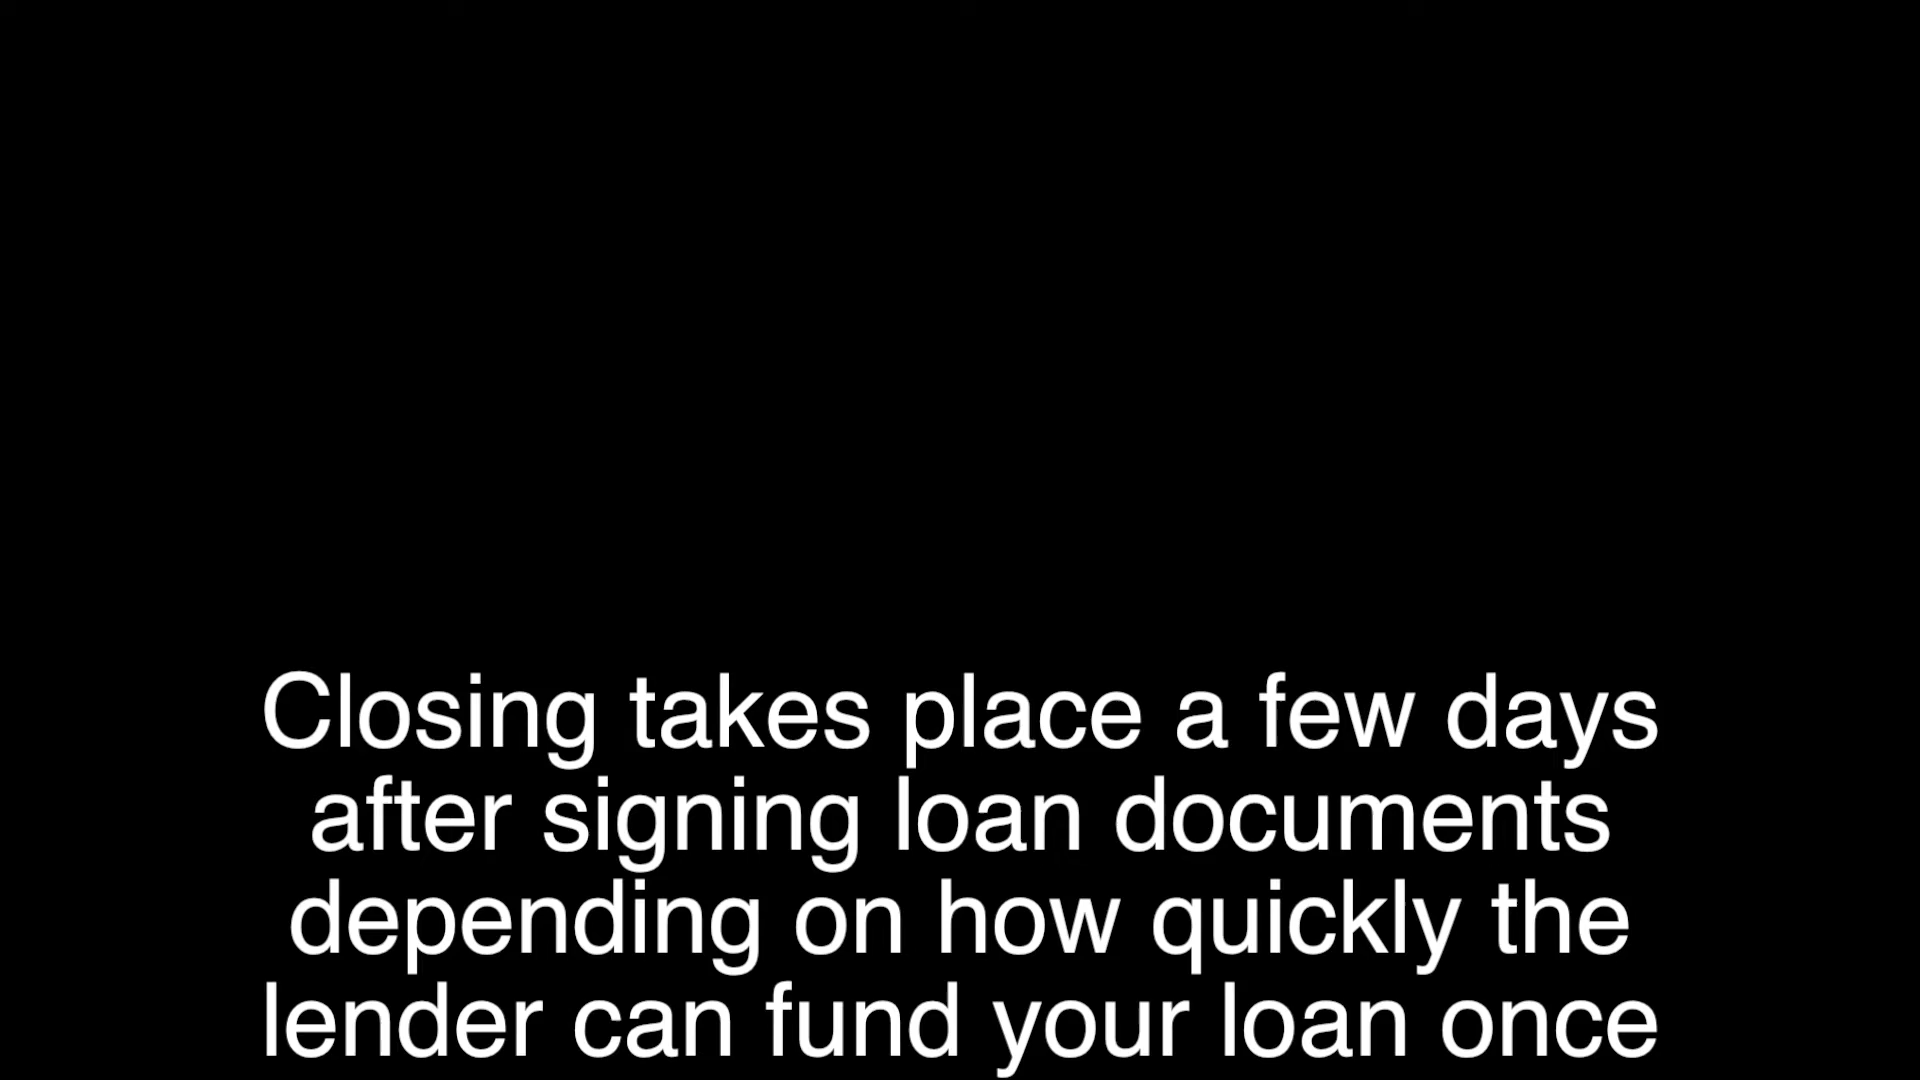 Closing takes place a few days
after signing loan documents
depending on how quickly the
lender can fund your loan once